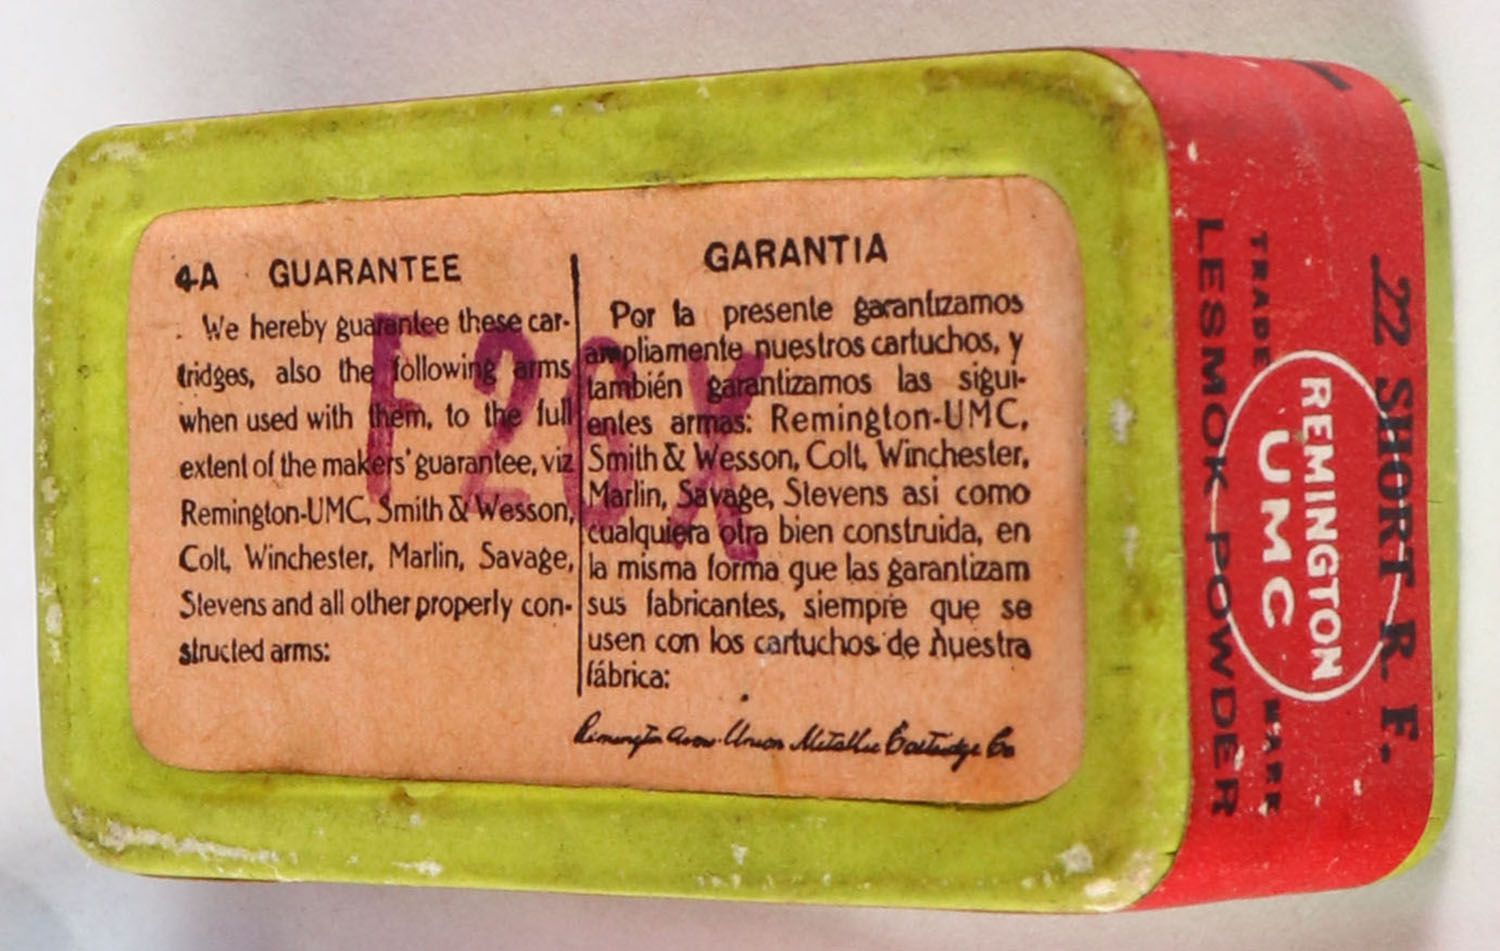 4-A GUARANTEE
We hereby guarantee these car-
tridges, also the following arms
when used with them, to the full
extent of the makers' guarantee, viz
Remington-UMC, Smith & Wesson,
Colt, Winchester, Marlin, Savage,
Stevens and all other properly con-
structed arms:
GARANTIA
Por la presente garantizamos
ampliamente nuestros cartuchos, y
también garantizamos las sigui-
entes armas: Remington-UMC,
Smith & Wesson, Colt, Winchester,
Marlin, Savage, Stevens asi como
cualquiera otra bien construida, en
la misma forma que las garantizam
sus fabricantes, siempre que se
usen con los cartuchos de nuestra
fábrica:
Remington Arms-Union Metallic Cartridge Co
F20X
.22 SHORT R. F.
REMINGTON
UMC
TRADE MARK
LESMOK POWDER